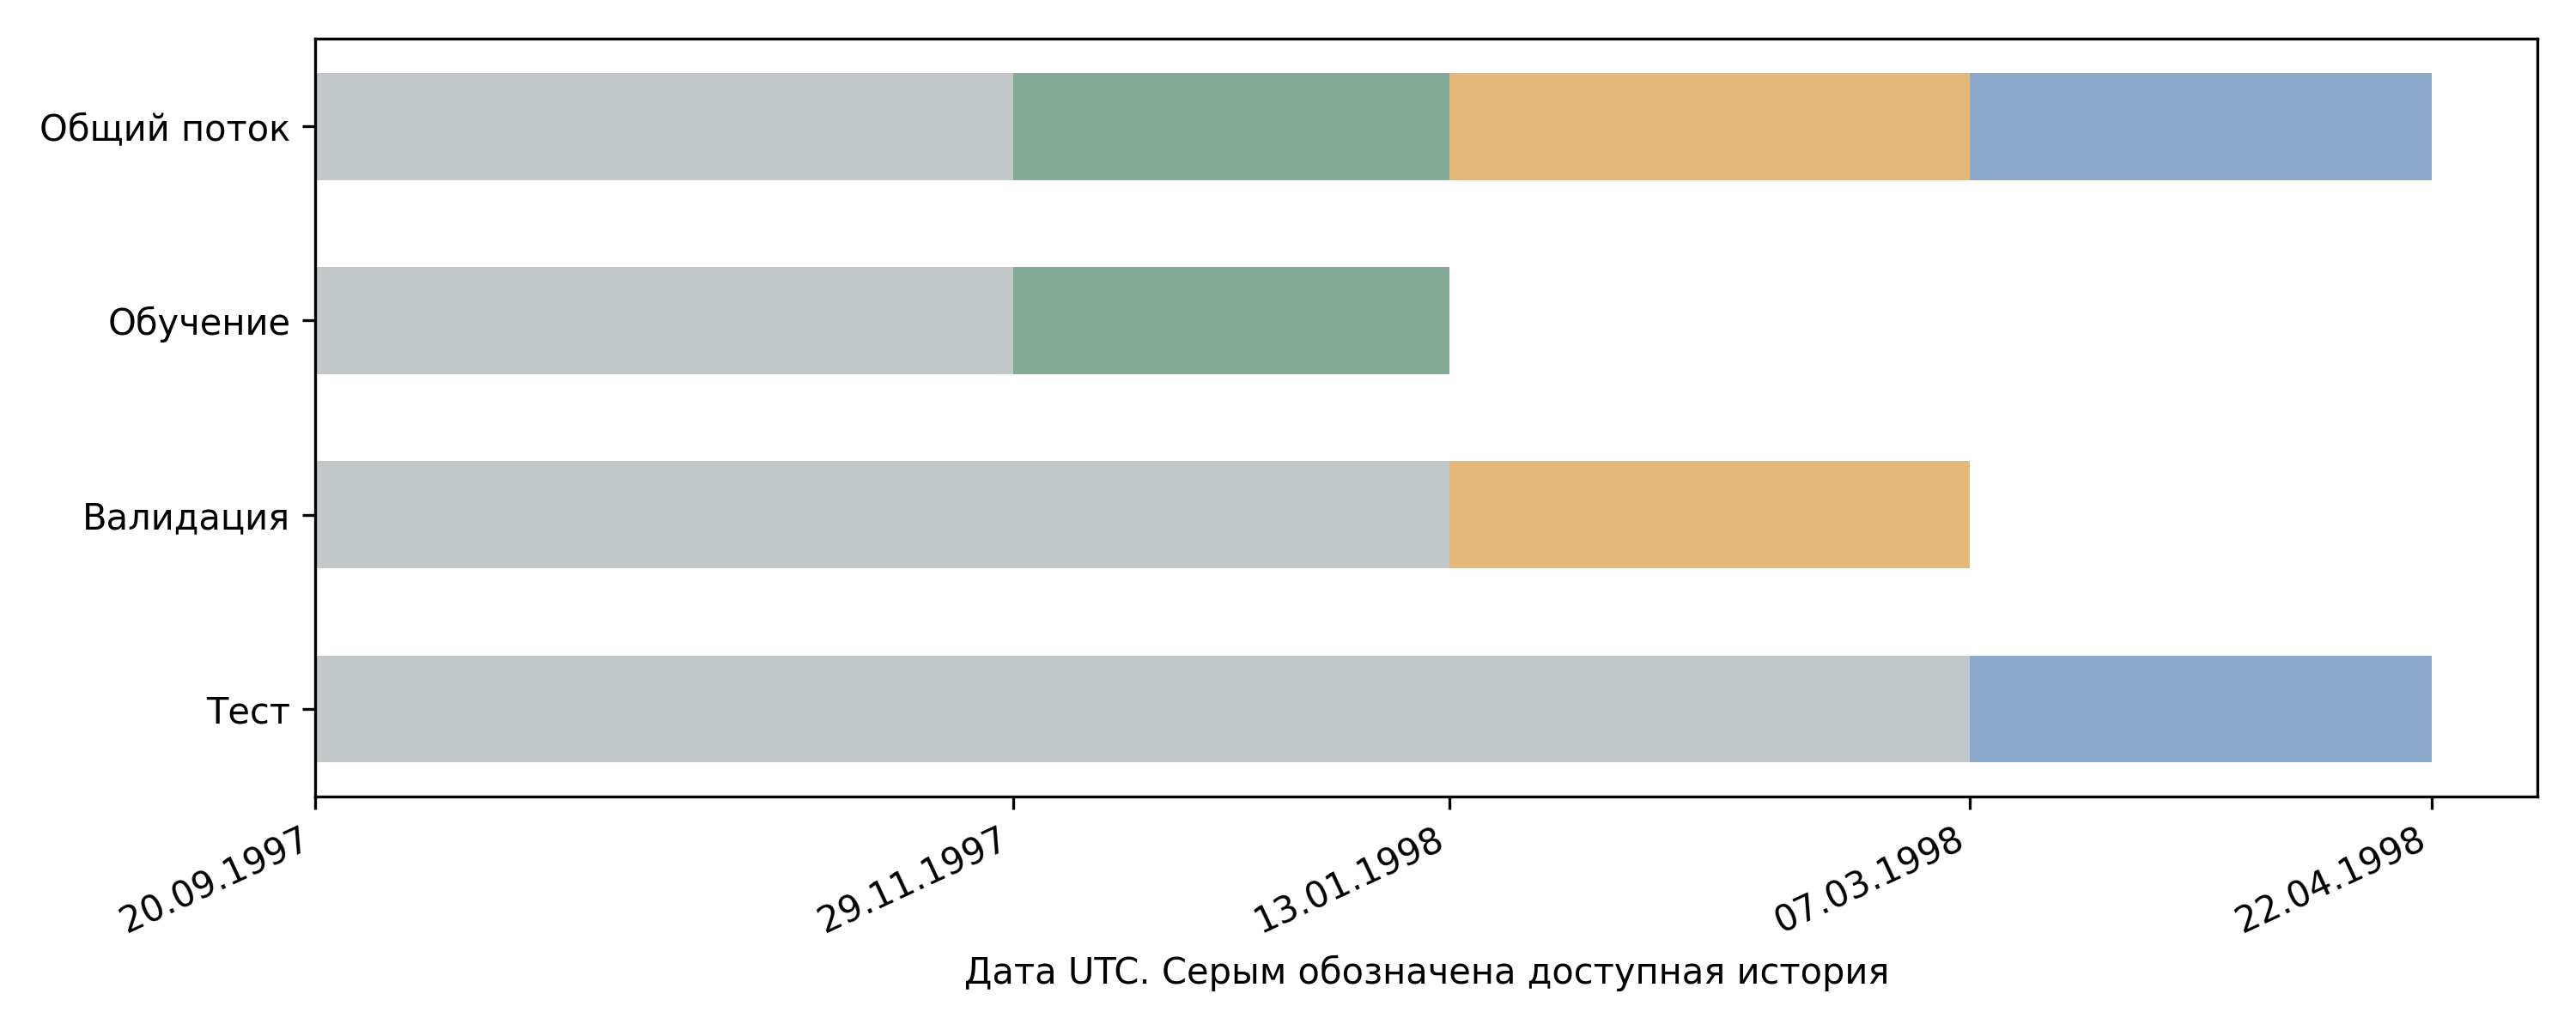 Общий поток
Обучение
Валидация
Тест
20.09.1997
29.11.1997
13.01.1998
07.03.1998
22.04.1998
Дата UTC. Серым обозначена доступная история